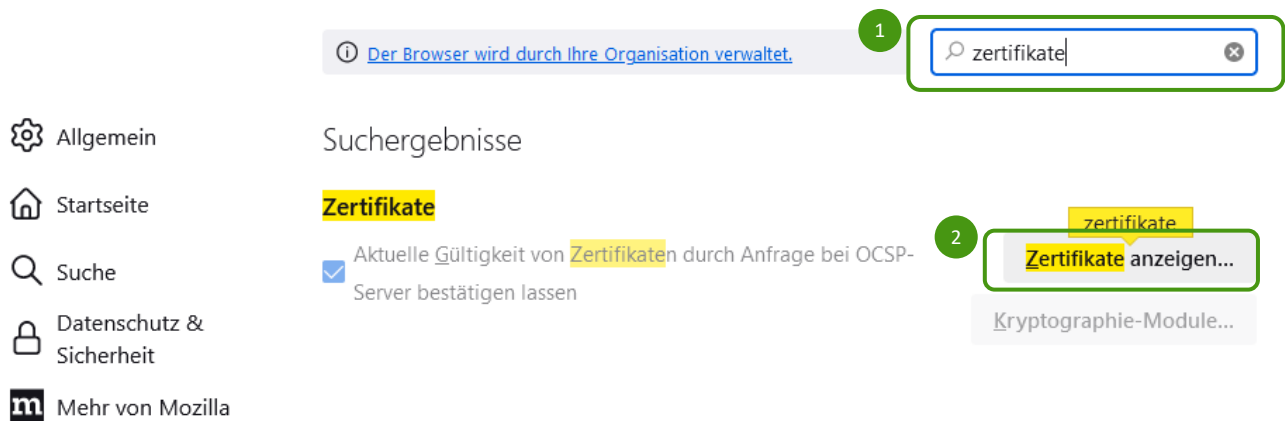 1
Der Browser wird durch Ihre Organisation verwaltet.
zertifikate
Allgemein
Startseite
Suche
Datenschutz &
Sicherheit
m Mehr von Mozilla
Suchergebnisse
Zertifikate
Aktuelle Gültigkeit von Zertifikaten durch Anfrage bei OCSP-
Server bestätigen lassen
zertifikate
2
Zertifikate anzeigen...
Kryptographie-Module...